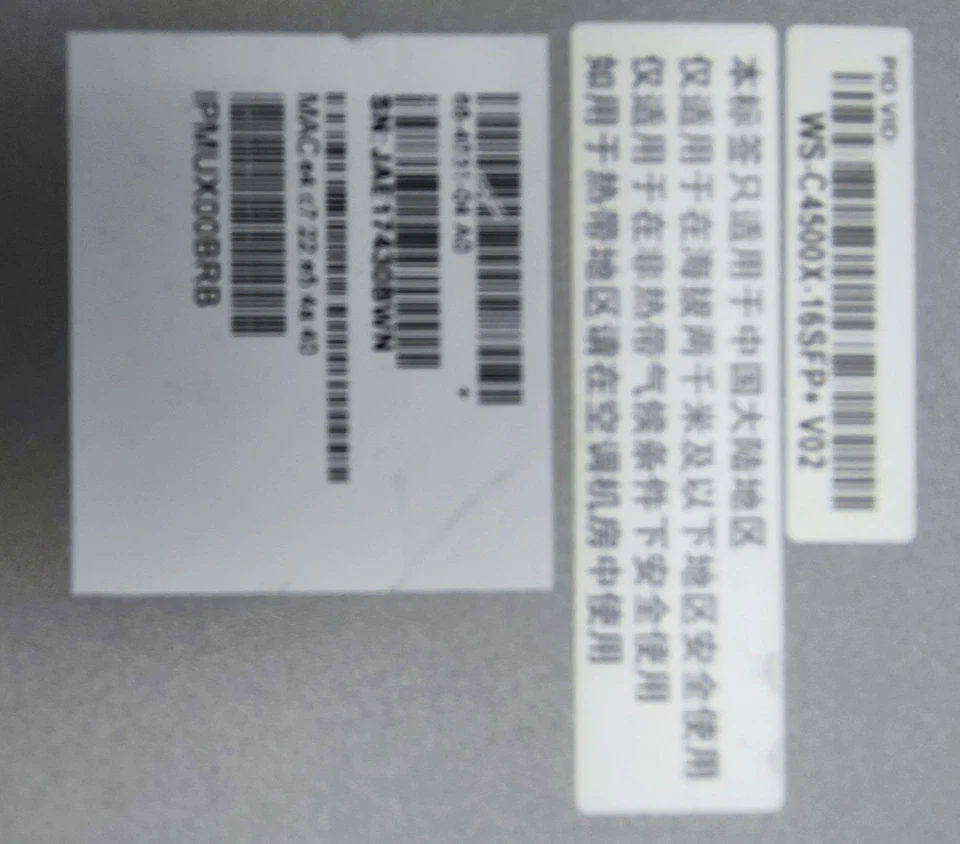 PID VID:
WS-C4500X-16SFP+ V02
本标签只适用于中国大陆地区
仅适用于在海拔两千米及以下地区安全使用
仅适用于在非热带气候条件下安全使用
如用于热带地区请在空调机房中使用
A0
SN: JAE17430BWN
MAC:e4 c7 22 e5 4a 40
IPMUX00BRB